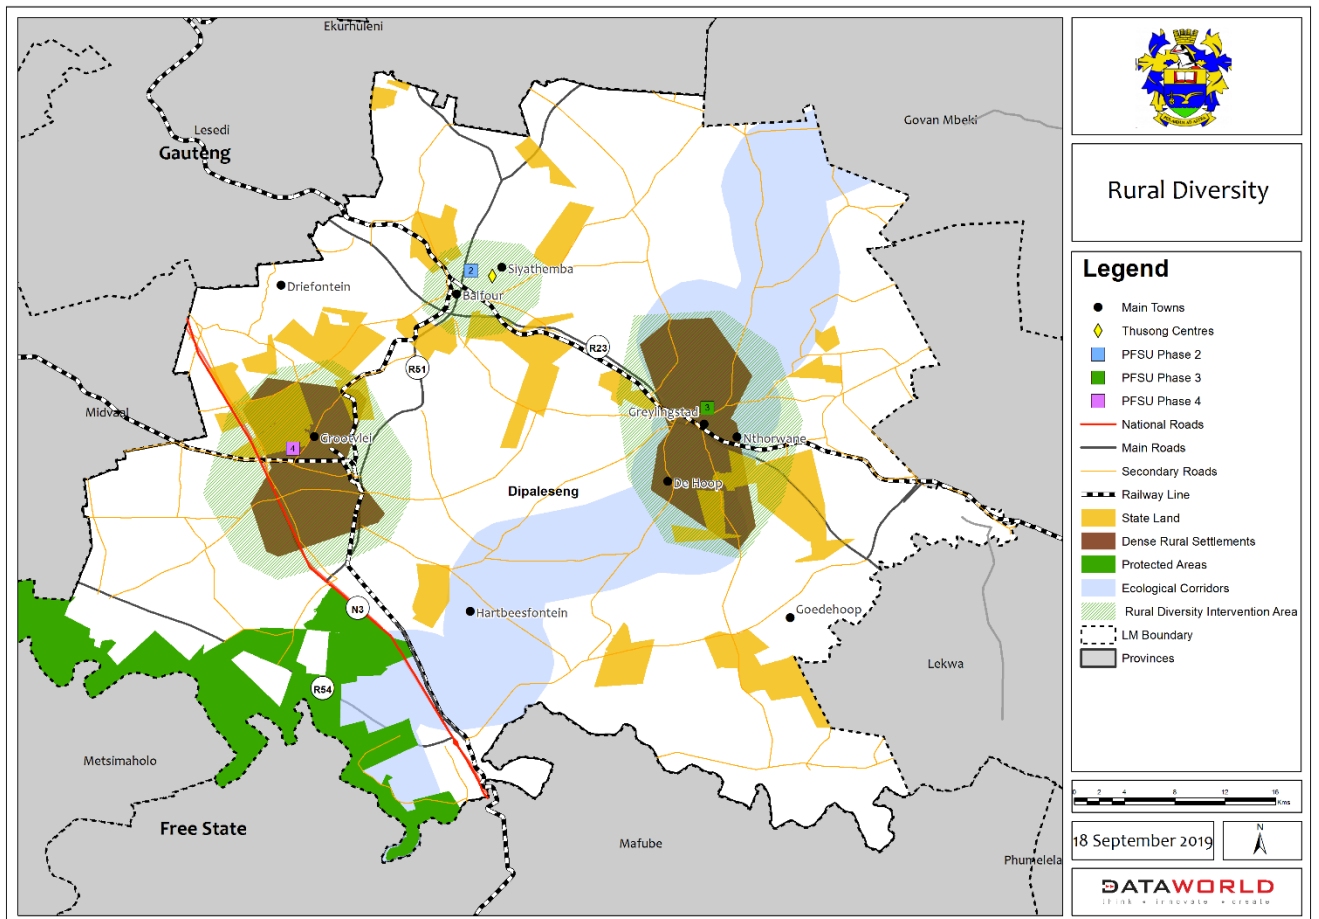 Ekurhuleni
Lesedi
Gauteng
Govan Mbeki
Siyathemba
2
Balfour
Driefontein
R23
R51
Midvaal
Greylingstad
3
Grootvlei
4
Nthorwane
De Hoop
Dipaleseng
N3
Hartbeesfontein
Goedehoop
Lekwa
R54
Metsimaholo
Free State
Mafube
Phumelela
Rural Diversity
Legend
Main Towns
Thusong Centres
PFSU Phase 2
PFSU Phase 3
PFSU Phase 4
National Roads
Main Roads
Secondary Roads
Railway Line
State Land
Dense Rural Settlements
Protected Areas
Ecological Corridors
Rural Diversity Intervention Area
LM Boundary
Provinces
0 2 4 8 12 16
Kms
18 September 2019
N
DATAWORLD
think • innovate • create